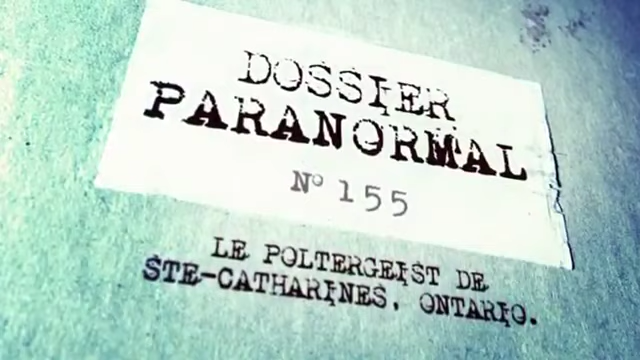 DOSSIER
PARANORMAL
Nº 155
LE POLTERGEIST DE
STE-CATHARINES, ONTARIO.